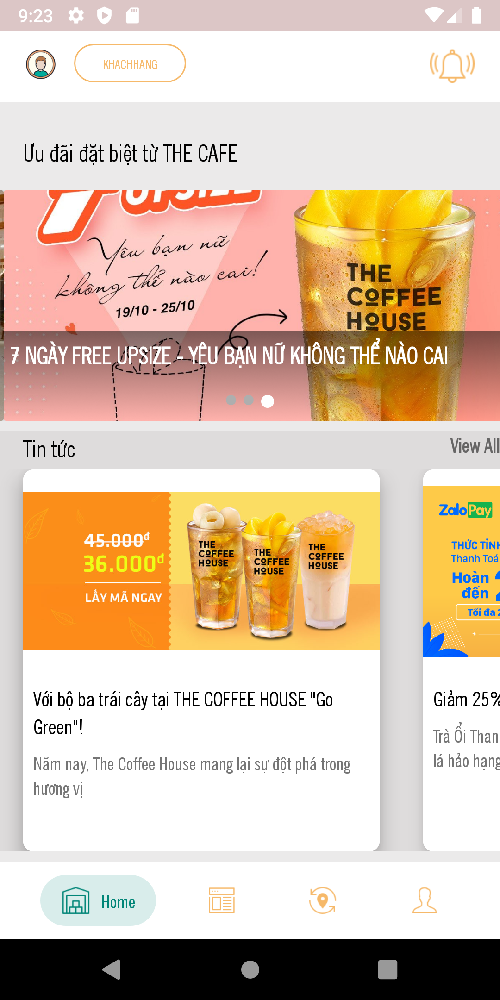 9:23
KHACHHANG
Ưu đãi đặt biệt từ THE CAFE
7 UPSIZE
Yêu bạn nữ
không thể nào cai!
19/10 - 25/10
THE
COFFEE
HOUSE
7 NGÀY FREE UPSIZE - YÊU BẠN NỮ KHÔNG THỂ NÀO CAI
Tin tức
View All
45.000đ
36.000đ
LẤY MÃ NGAY
THE
COFFEE
HOUSE
THE
COFFEE
HOUSE
THE
COFFEE
HOUSE
Với bộ ba trái cây tại THE COFFEE HOUSE "Go
Green"!
Năm nay, The Coffee House mang lại sự đột phá trong
hương vị
ZaloPay
THỨC TỈNH
Thanh Toá
Hoàn
đến
Tối đa 2
Giảm 25%
Trà Ổi Than
lá hảo hạng
Home